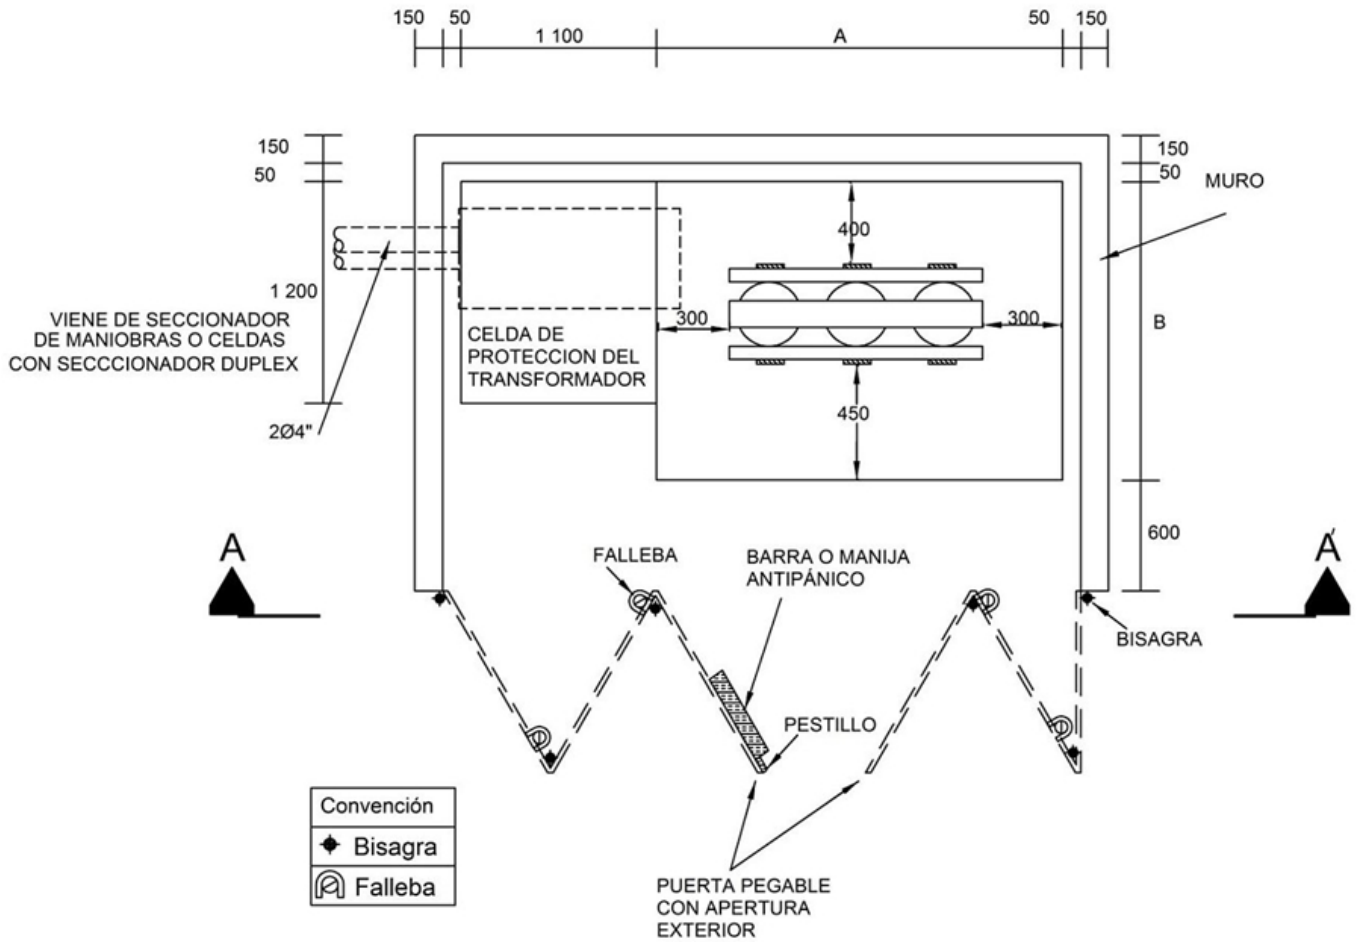 150
50
1 100
A
50
150
150
50
150
50
MURO
400
1 200
300
300
B
VIENE DE SECCIONADOR
DE MANIOBRAS O CELDAS
CON SECCCIONADOR DUPLEX
CELDA DE
PROTECCION DEL
TRANSFORMADOR
450
2Ø4"
600
A
A'
FALLEBA
BARRA O MANIJA
ANTIPÁNICO
BISAGRA
PESTILLO
Convención
Bisagra
Falleba
PUERTA PEGABLE
CON APERTURA
EXTERIOR